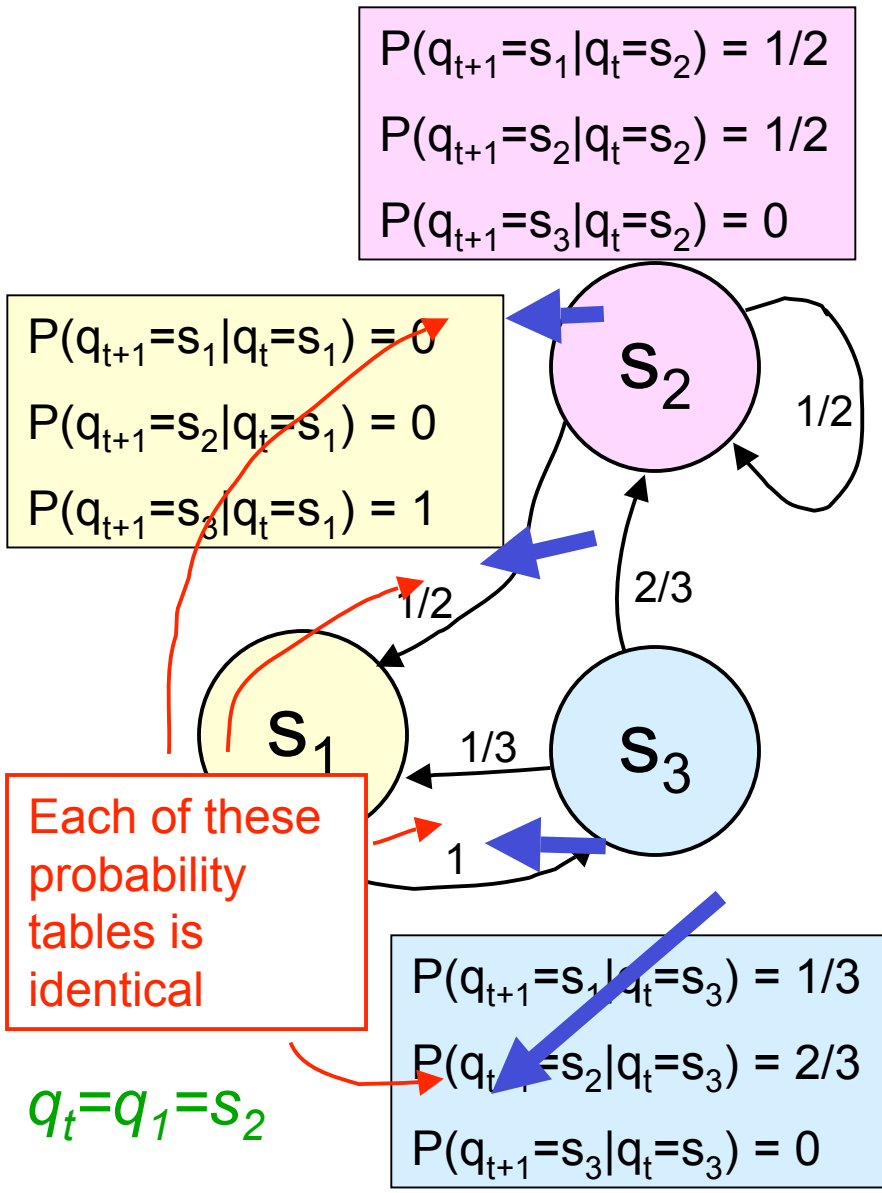 P(qₜ₊₁=s₁|qₜ=s₂) = 1/2
P(qₜ₊₁=s₂|qₜ=s₂) = 1/2
P(qₜ₊₁=s₃|qₜ=s₂) = 0
P(qₜ₊₁=s₁|qₜ=s₁) = 0
P(qₜ₊₁=s₂|qₜ=s₁) = 0
P(qₜ₊₁=s₃|qₜ=s₁) = 1
s₂
1/2
1/2
2/3
s₁
1/3
s₃
1
Each of these
probability
tables is
identical
P(qₜ₊₁=s₁|qₜ=s₃) = 1/3
P(qₜ₊₁=s₂|qₜ=s₃) = 2/3
P(qₜ₊₁=s₃|qₜ=s₃) = 0
qₜ=q₁=s₂